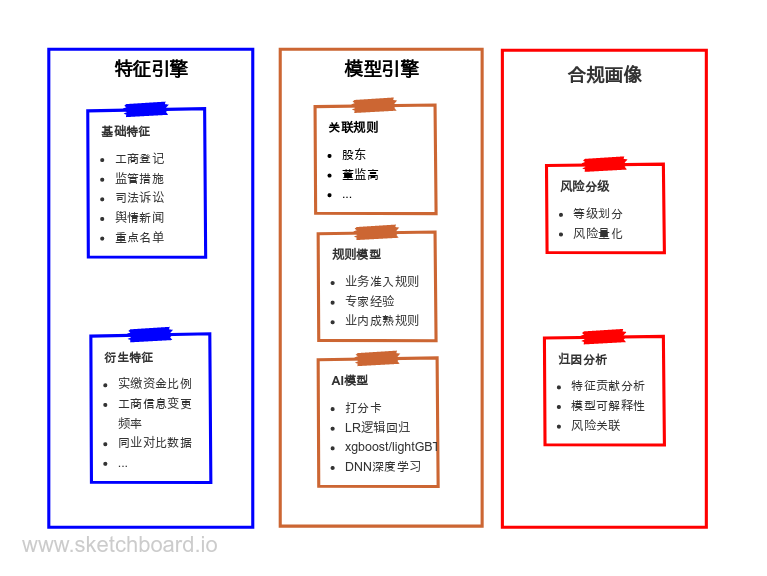 特征引擎
基础特征
• 工商登记
• 监管措施
• 司法诉讼
• 舆情新闻
• 重点名单
衍生特征
• 实缴资金比例
• 工商信息变更
频率
• 同业对比数据
• ...
模型引擎
关联规则
• 股东
• 董监高
• ...
规则模型
• 业务准入规则
• 专家经验
• 业内成熟规则
AI模型
• 打分卡
• LR逻辑回归
• xgboost/lightGBT
• DNN深度学习
合规画像
风险分级
• 等级划分
• 风险量化
归因分析
• 特征贡献分析
• 模型可解释性
• 风险关联
www.sketchboard.io